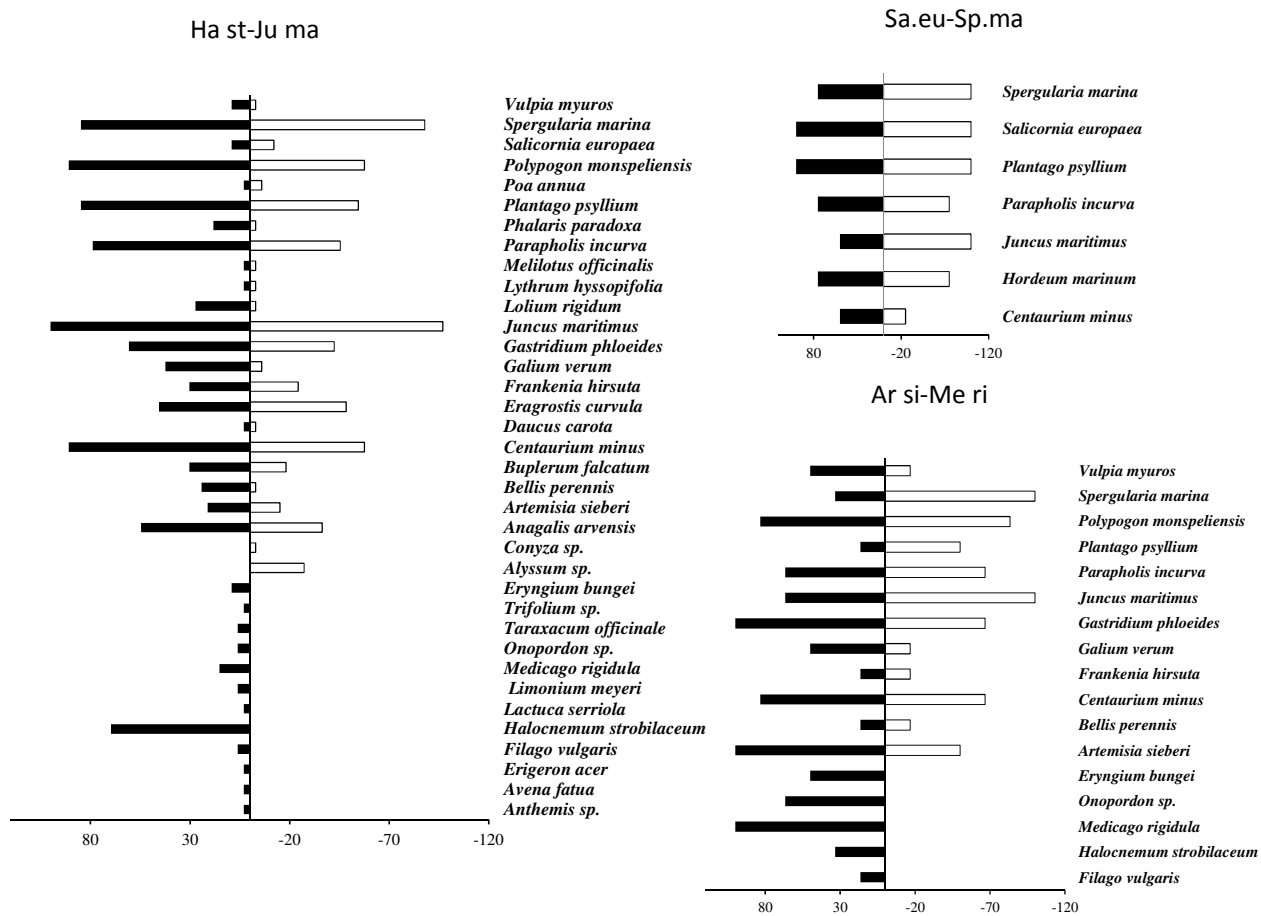 Ha st-Ju ma
Vulpia myuros
Spergularia marina
Salicornia europaea
Polypogon monspeliensis
Poa annua
Plantago psyllium
Phalaris paradoxa
Parapholis incurva
Melilotus officinalis
Lythrum hyssopifolia
Lolium rigidum
Juncus maritimus
Gastridium phloeides
Galium verum
Frankenia hirsuta
Eragrostis curvula
Daucus carota
Centaurium minus
Buplerum falcatum
Bellis perennis
Artemisia sieberi
Anagalis arvensis
Conyza sp.
Alyssum sp.
Eryngium bungei
Trifolium sp.
Taraxacum officinale
Onopordon sp.
Medicago rigidula
Limonium meyeri
Lactuca serriola
Halocnemum strobilaceum
Filago vulgaris
Erigeron acer
Avena fatua
Anthemis sp.
80 30 -20 -70 -120
Sa.eu-Sp.ma
Spergularia marina
Salicornia europaea
Plantago psyllium
Parapholis incurva
Juncus maritimus
Hordeum marinum
Centaurium minus
80 -20 -120
Ar si-Me ri
Vulpia myuros
Spergularia marina
Polypogon monspeliensis
Plantago psyllium
Parapholis incurva
Juncus maritimus
Gastridium phloeides
Galium verum
Frankenia hirsuta
Centaurium minus
Bellis perennis
Artemisia sieberi
Eryngium bungei
Onopordon sp.
Medicago rigidula
Halocnemum strobilaceum
Filago vulgaris
80 30 -20 -70 -120